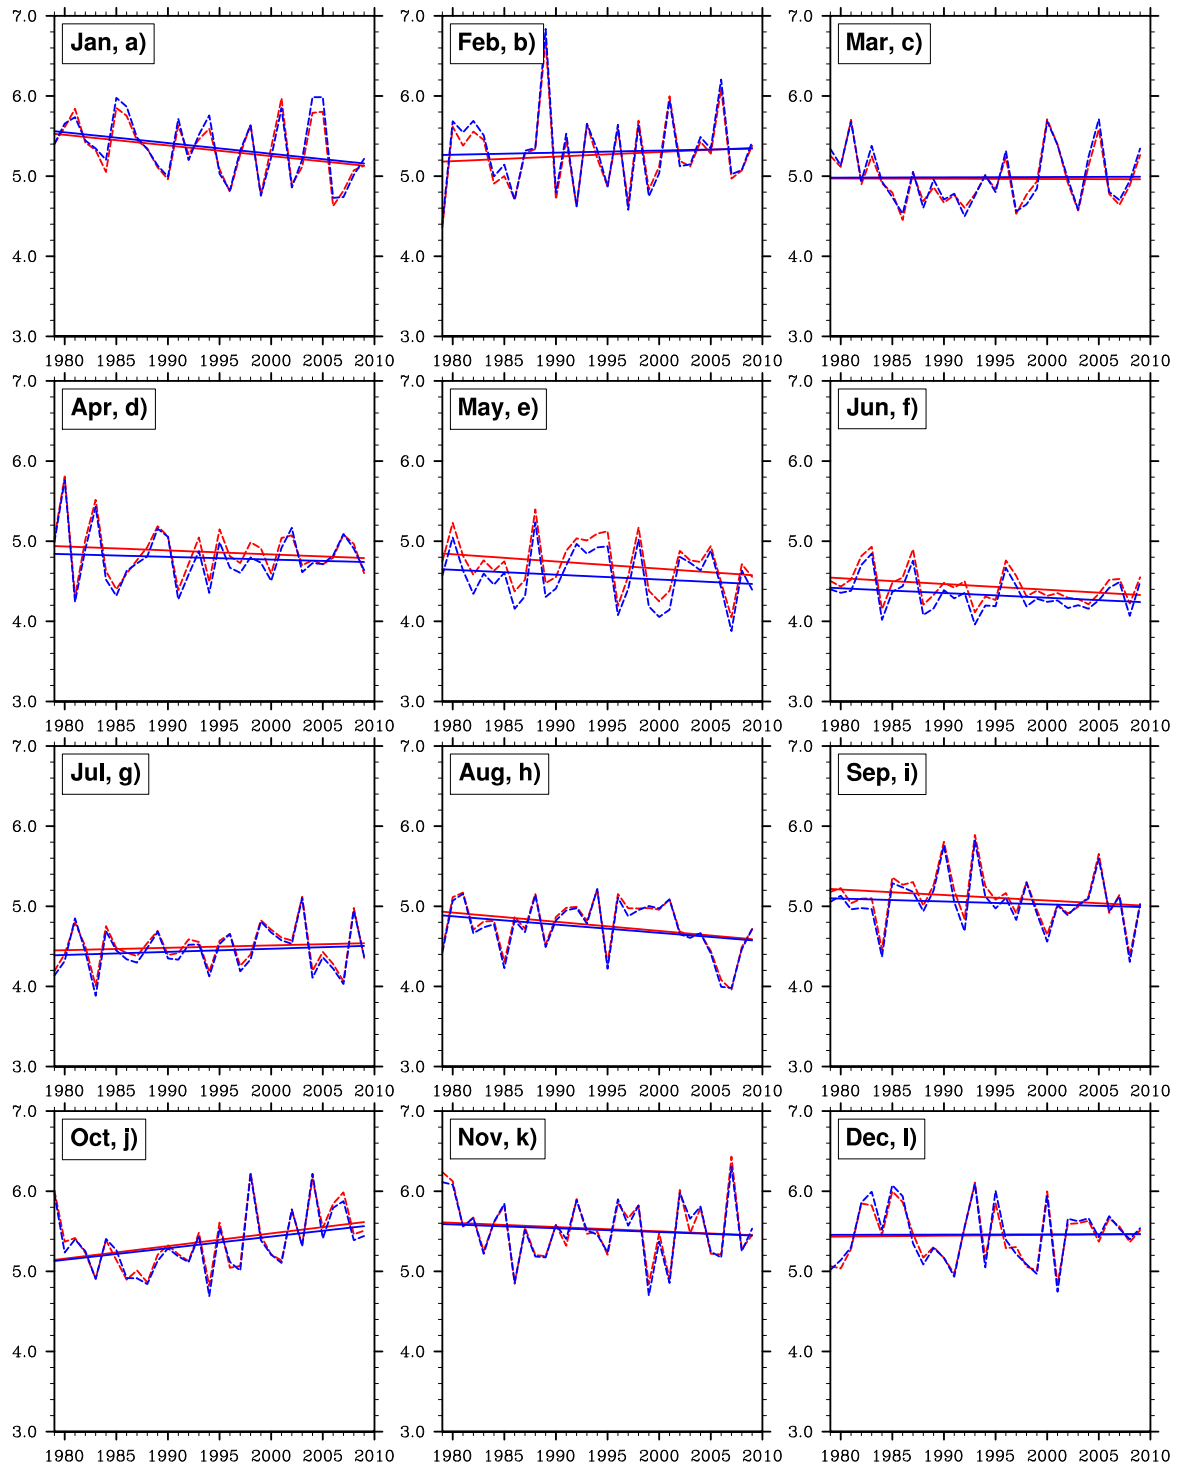 7.0 7.0 7.0
Jan, a) Feb, b) Mar, c)
6.0 6.0 6.0
5.0 5.0 5.0
4.0 4.0 4.0
3.0 3.0 3.0
1980 1985 1990 1995 2000 2005 2010 1980 1985 1990 1995 2000 2005 2010 1980 1985 1990 1995 2000 2005 2010
7.0 7.0 7.0
Apr, d) May, e) Jun, f)
6.0 6.0 6.0
5.0 5.0 5.0
4.0 4.0 4.0
3.0 3.0 3.0
1980 1985 1990 1995 2000 2005 2010 1980 1985 1990 1995 2000 2005 2010 1980 1985 1990 1995 2000 2005 2010
7.0 7.0 7.0
Jul, g) Aug, h) Sep, i)
6.0 6.0 6.0
5.0 5.0 5.0
4.0 4.0 4.0
3.0 3.0 3.0
1980 1985 1990 1995 2000 2005 2010 1980 1985 1990 1995 2000 2005 2010 1980 1985 1990 1995 2000 2005 2010
7.0 7.0 7.0
Oct, j) Nov, k) Dec, l)
6.0 6.0 6.0
5.0 5.0 5.0
4.0 4.0 4.0
3.0 3.0 3.0
1980 1985 1990 1995 2000 2005 2010 1980 1985 1990 1995 2000 2005 2010 1980 1985 1990 1995 2000 2005 2010